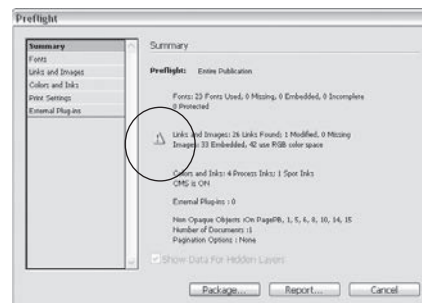 Preflight
Summary
Fonts
Links and Images
Colors and Inks
Print Settings
External Plug-ins
Summary
Preflight: Entire Publication
Fonts: 23 Fonts Used, 0 Missing, 0 Embedded, 0 Incomplete
0 Protected
Links and Images: 26 Links Found; 1 Modified, 0 Missing
Images: 33 Embedded, 42 use RGB color space
Colors and Inks: 4 Process Inks; 1 Spot Inks
CMS is ON
External Plug-ins : 0
Non Opaque Objects :On PagePB, 1, 5, 6, 8, 10, 14, 15
Number of Documents :1
Pagination Options : None
Show Data For Hidden Layers
Package...
Report...
Cancel